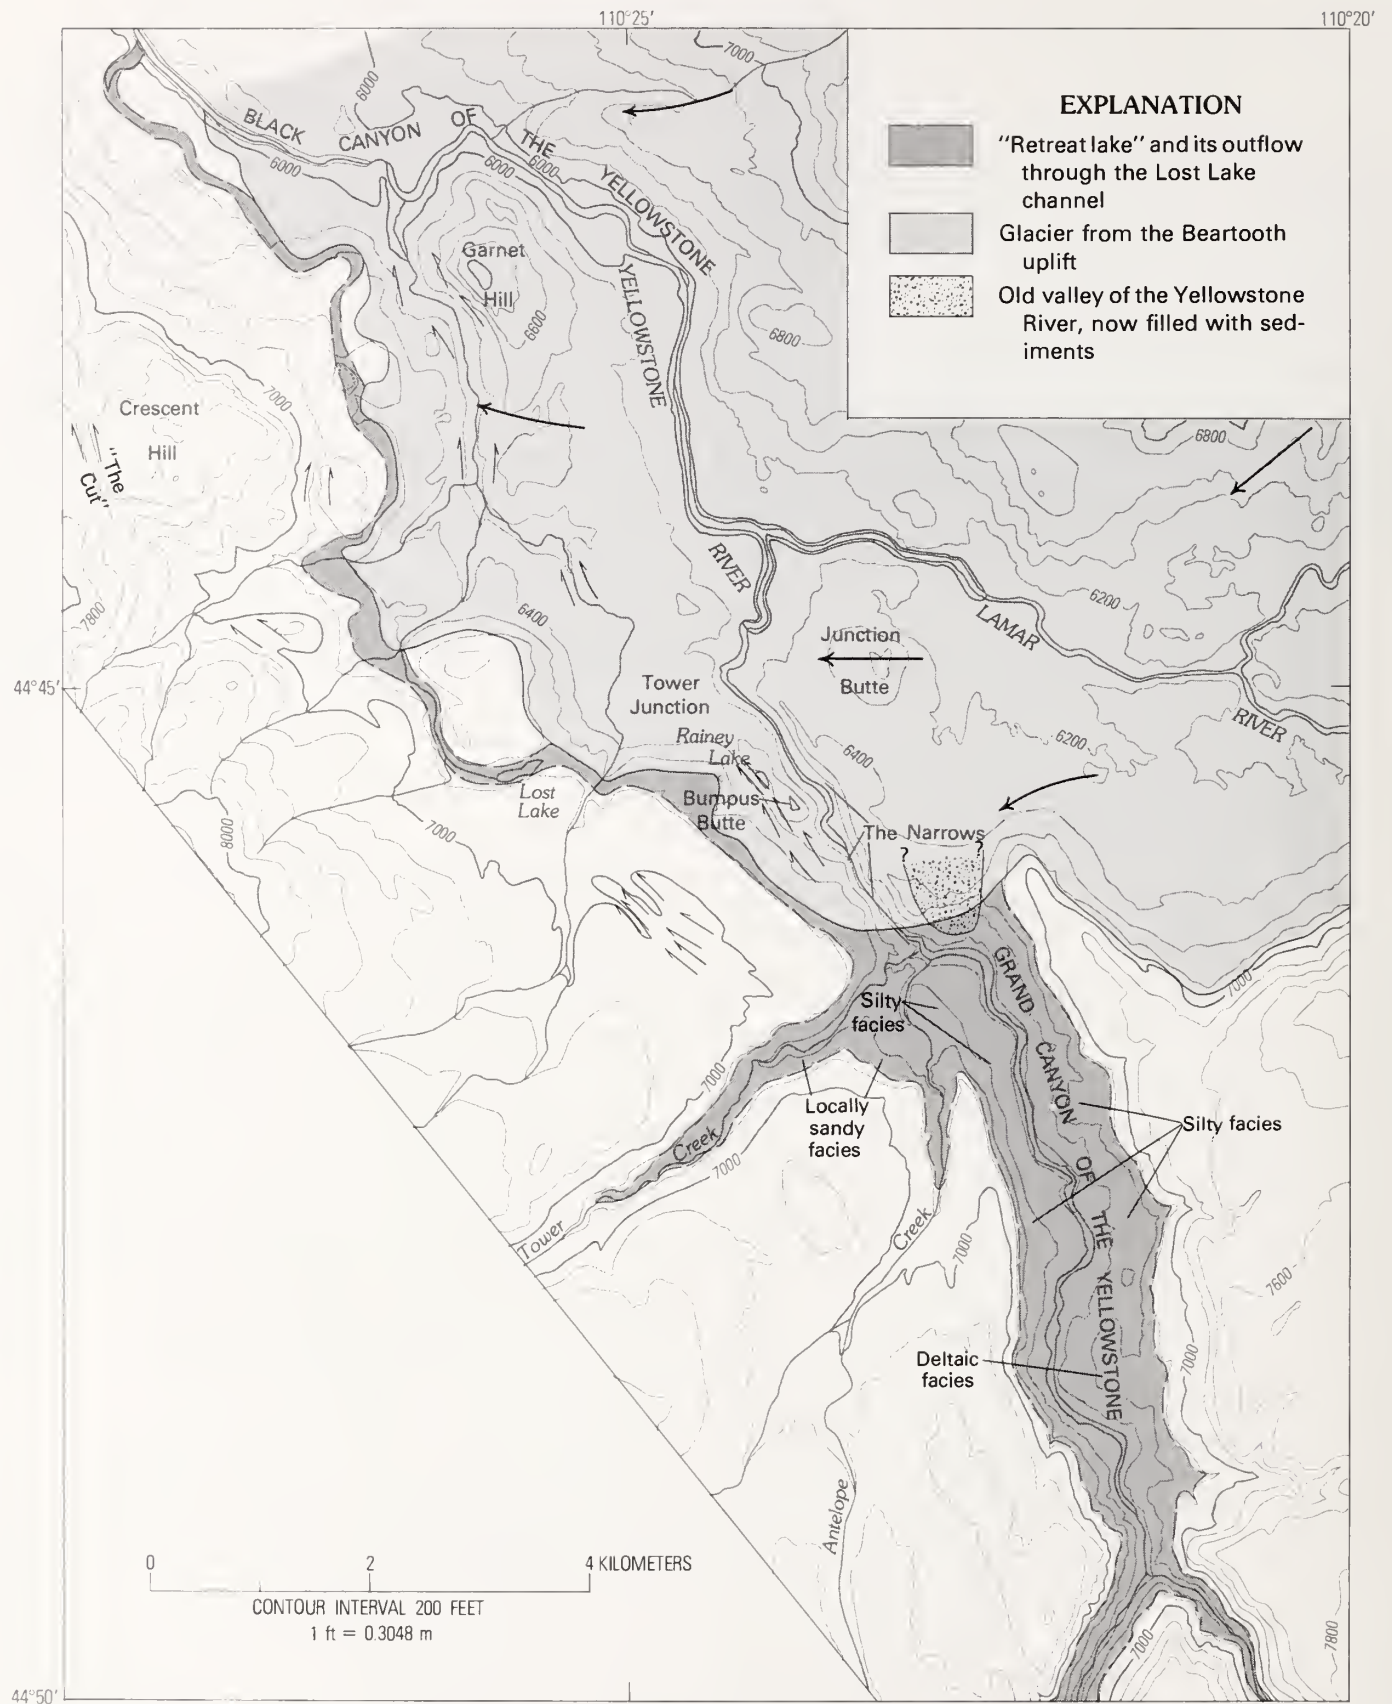 110°25′
110°20′
7000
6000
BLACK CANYON OF THE YELLOWSTONE
6000
6000
6000
EXPLANATION
"Retreat lake" and its outflow
through the Lost Lake
channel
Glacier from the Beartooth
uplift
Old valley of the Yellowstone
River, now filled with sed-
iments
Garnet
Hill
6600
YELLOWSTONE
RIVER
6800
7000
Crescent
Hill
"The
Cut"
6800
7800
6400
6200
LAMAR
RIVER
Junction
Butte
44°45′
Tower
Junction
Rainey
Lake
6400
6200
Lost
Lake
Bumpus
Butte
8000
7000
The Narrows
?
?
GRAND CANYON OF THE YELLOWSTONE
7000
Silty
facies
7000
Locally
sandy
facies
Silty facies
Creek
7000
Tower
Creek
7000
7600
Deltaic
facies
7000
Antelope
0
2
4 KILOMETERS
CONTOUR INTERVAL 200 FEET
1 ft = 0.3048 m
7000
7800
44°50′